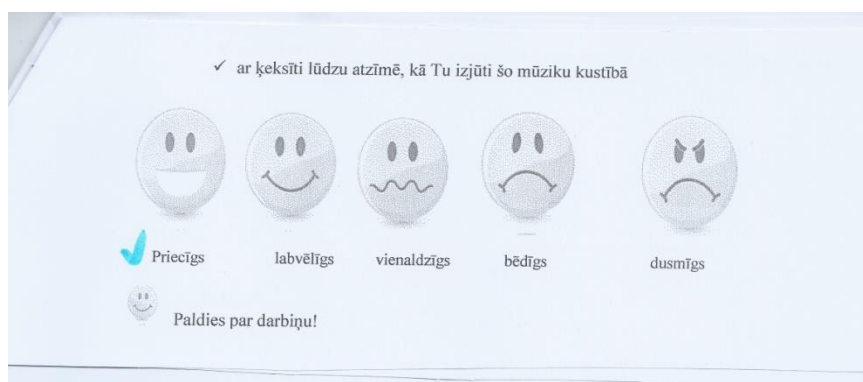 ✓ ar ķeksīti lūdzu atzīmē, kā Tu izjūti šo mūziku kustībā
Priecīgs labvēlīgs vienaldzīgs bēdīgs dusmīgs
Paldies par darbiņu!